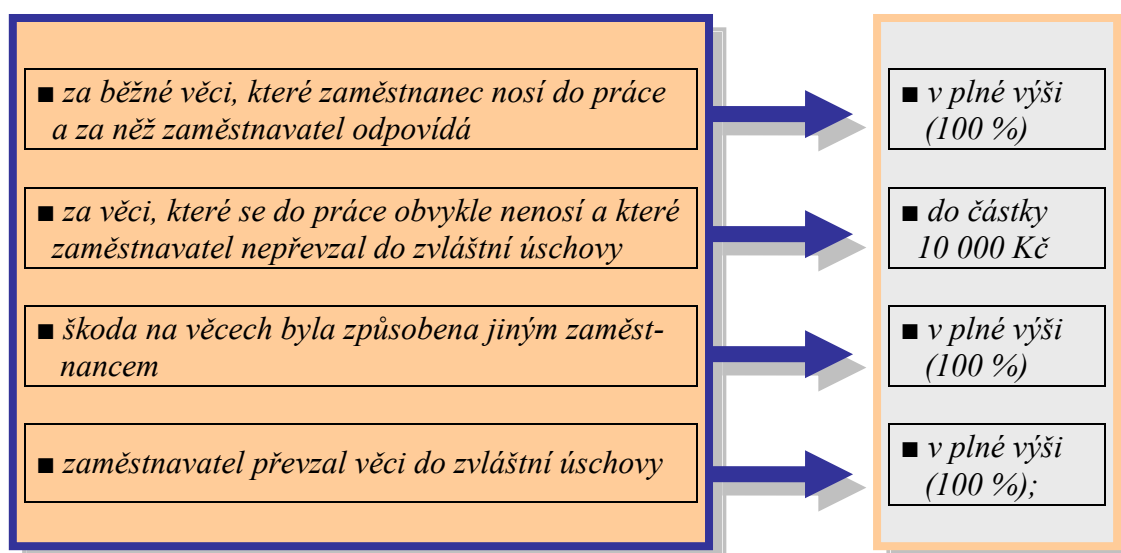 ■ za běžné věci, které zaměstnanec nosí do práce
a za něž zaměstnavatel odpovídá
■ v plné výši
(100 %)
■ za věci, které se do práce obvykle nenosí a které
zaměstnavatel nepřevzal do zvláštní úschovy
■ do částky
10 000 Kč
■ škoda na věcech byla způsobena jiným zaměst-
nancem
■ v plné výši
(100 %)
■ zaměstnavatel převzal věci do zvláštní úschovy
■ v plné výši
(100 %);